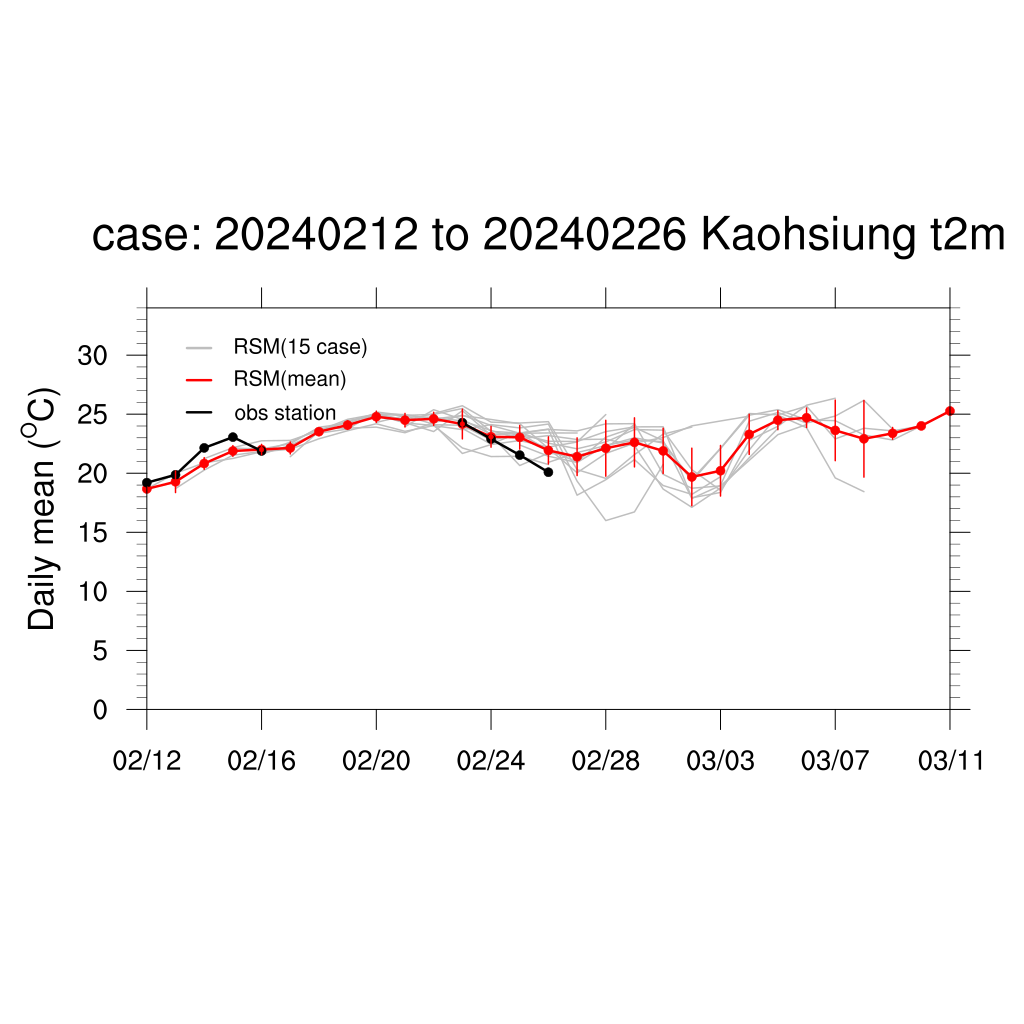 case: 20240212 to 20240226 Kaohsiung t2m
RSM(15 case)
RSM(mean)
obs station
Daily mean (°C)
30
25
20
15
10
5
0
02/12 02/16 02/20 02/24 02/28 03/03 03/07 03/11